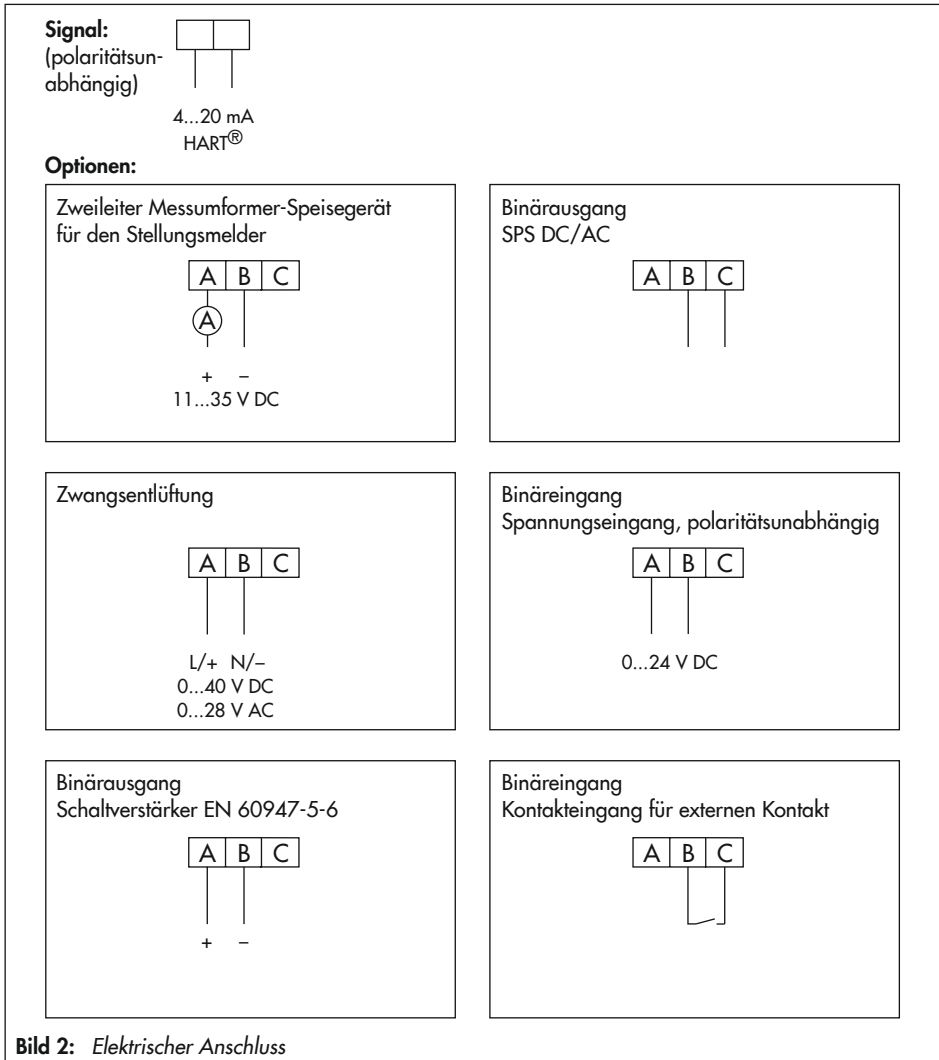 Signal:
(polaritätsun-
abhängig)
4...20 mA
HART®
Optionen:
Zweileiter Messumformer-Speisegerät
für den Stellungsmelder
A B C
A
+ –
11...35 V DC
Binärausgang
SPS DC/AC
A B C
Zwangsentlüftung
A B C
L/+ N/–
0...40 V DC
0...28 V AC
Binäreingang
Spannungseingang, polaritätsunabhängig
A B C
0...24 V DC
Binärausgang
Schaltverstärker EN 60947-5-6
A B C
+ –
Binäreingang
Kontakteingang für externen Kontakt
A B C
Bild 2: Elektrischer Anschluss